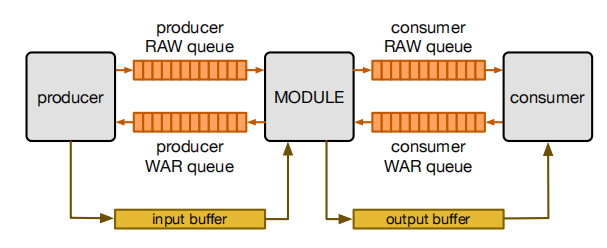 producer
RAW queue
consumer
RAW queue
producer
MODULE
consumer
producer
WAR queue
consumer
WAR queue
input buffer
output buffer